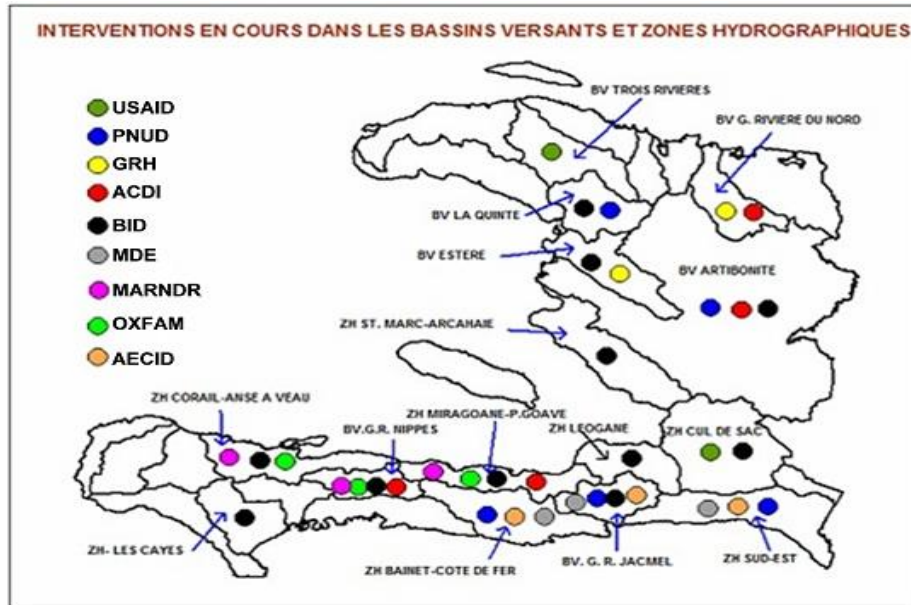 INTERVENTIONS EN COURS DANS LES BASSINS VERSANTS ET ZONES HYDROGRAPHIQUES
USAID
PNUD
GRH
ACDI
BID
MDE
MARNDR
OXFAM
AECID
BV TROIS RIVIERES
BV G. RIVIERE DU NORD
BV LA QUINTE
BV ESTERE
BV ARTIBONITE
ZH ST. MARC-ARCAHAIE
ZH CORAIL-ANSE A VEAU
BV.G.R. NIPPES
ZH MIRAGOANE-P.GOAVE
ZH LEOGANE
ZH CUL DE SAC
ZH- LES CAYES
ZH BAINET-COTE DE FER
BV. G. R. JACMEL
ZH SUD-EST